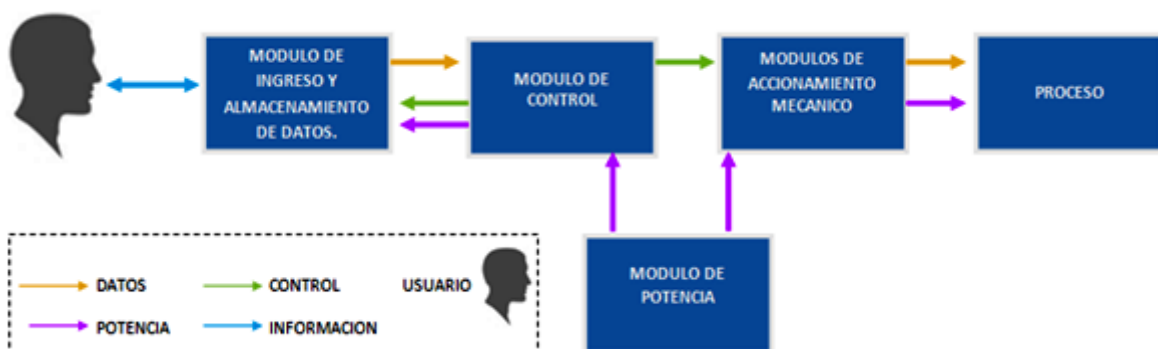 MODULO DE
INGRESO Y
ALMACENAMIENTO
DE DATOS.
MODULO DE
CONTROL
MODULOS DE
ACCIONAMIENTO
MECANICO
PROCESO
MODULO DE
POTENCIA
DATOS
CONTROL
USUARIO
POTENCIA
INFORMACION